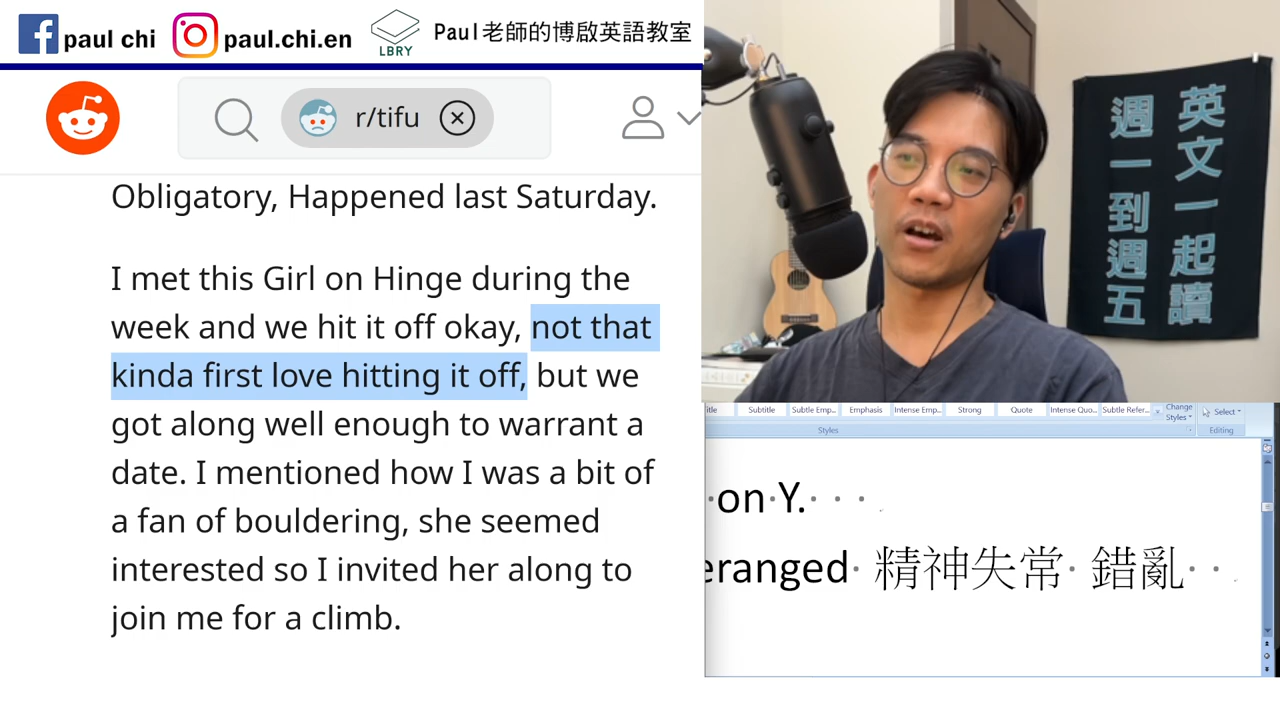 paul chi
paul.chi.en
LBRY
Paul老師的博啟英語教室
r/tifu
Obligatory, Happened last Saturday.
I met this Girl on Hinge during the
week and we hit it off okay, not that
kinda first love hitting it off, but we
got along well enough to warrant a
date. I mentioned how I was a bit of
a fan of bouldering, she seemed
interested so I invited her along to
join me for a climb.
英文一起讀
週一到週五
itle Subtitle Subtle Emp... Emphasis Intense Emp... Strong Quote Intense Quo... Subtle Refer... Change Styles Select
Styles Editing
on Y.
eranged 精神失常 錯亂